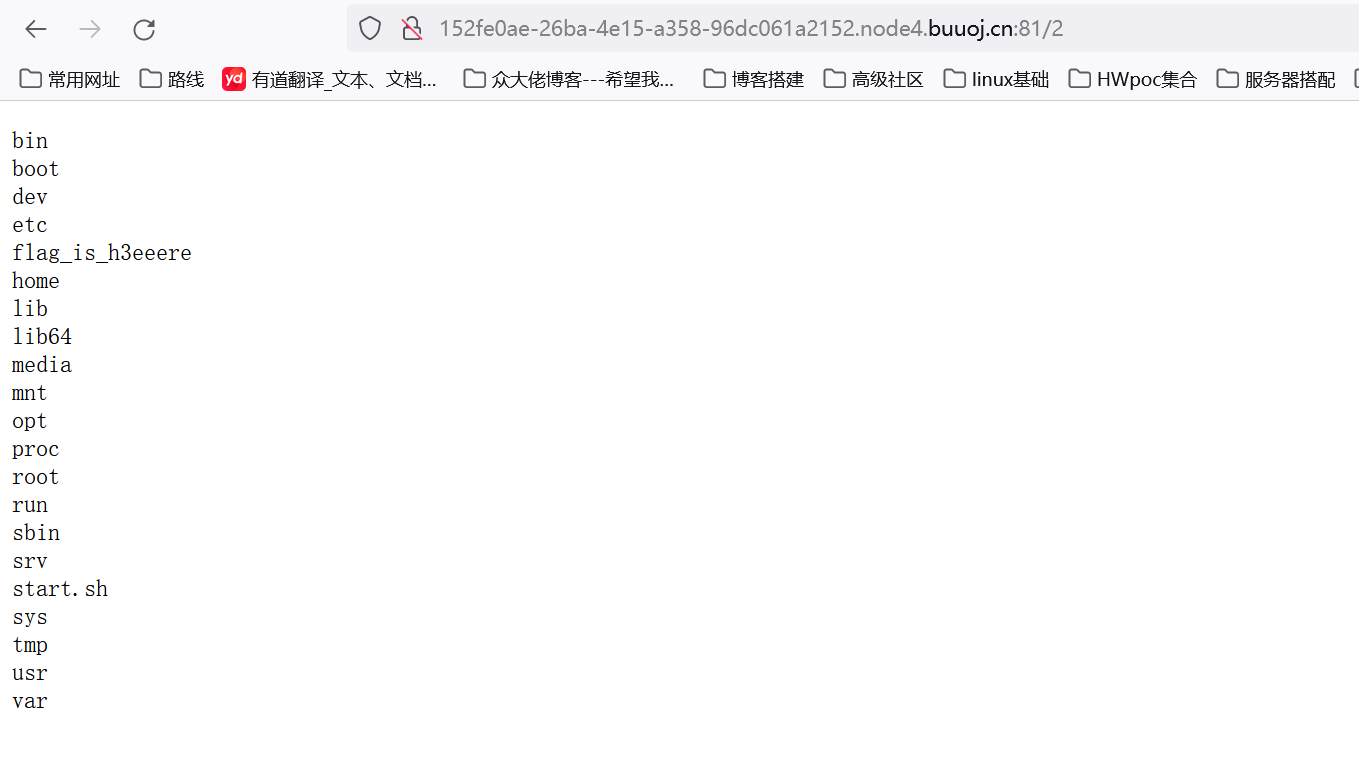 152fe0ae-26ba-4e15-a358-96dc061a2152.node4.buuoj.cn:81/2
常用网址 路线 yd 有道翻译_文本、文档... 众大佬博客---希望我... 博客搭建 高级社区 linux基础 HWpoc集合 服务器搭配
bin
boot
dev
etc
flag_is_h3eeere
home
lib
lib64
media
mnt
opt
proc
root
run
sbin
srv
start.sh
sys
tmp
usr
var